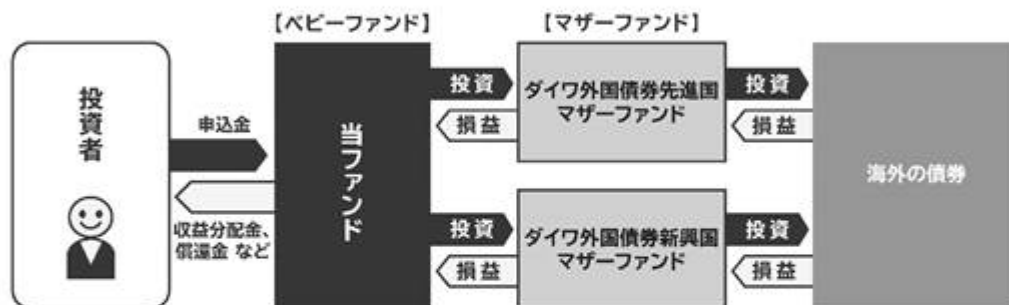 【ベビーファンド】
【マザーファンド】
投資者
申込金
収益分配金、
償還金 など
当ファンド
投資
損益
ダイワ外国債券先進国
マザーファンド
投資
損益
投資
損益
ダイワ外国債券新興国
マザーファンド
投資
損益
海外の債券